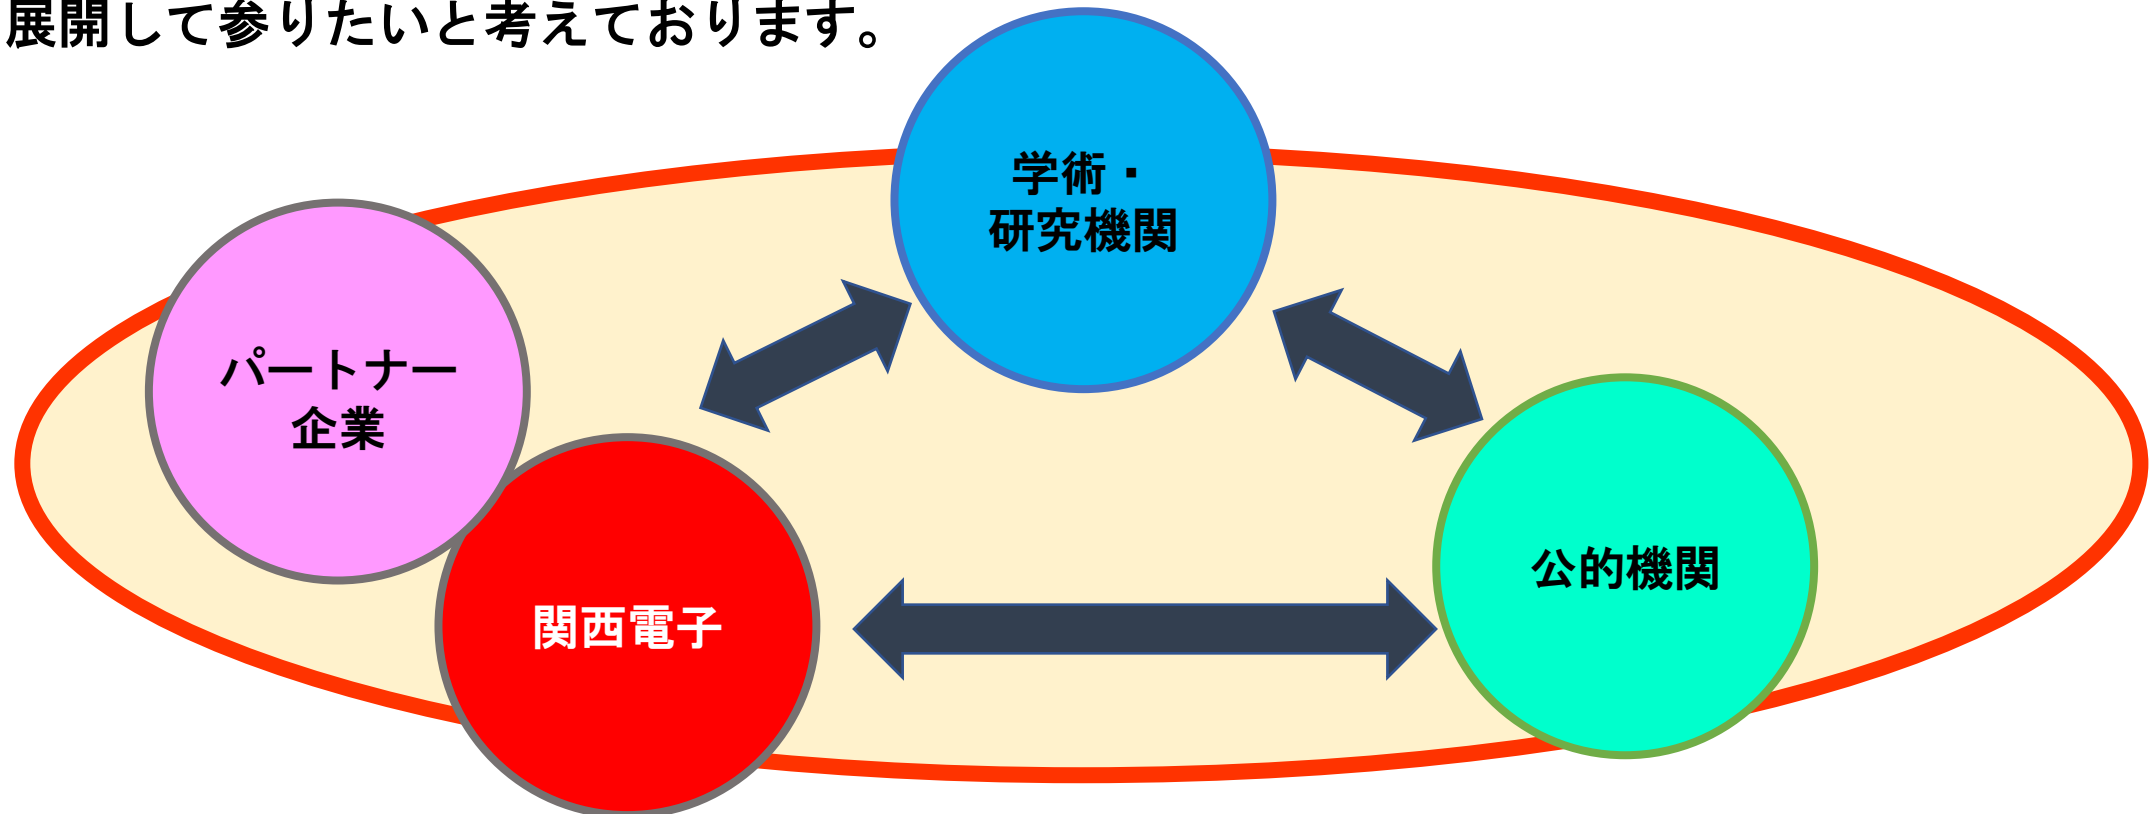 展開して参りたいと考えております。
学術・
研究機関
パートナー
企業
公的機関
関西電子